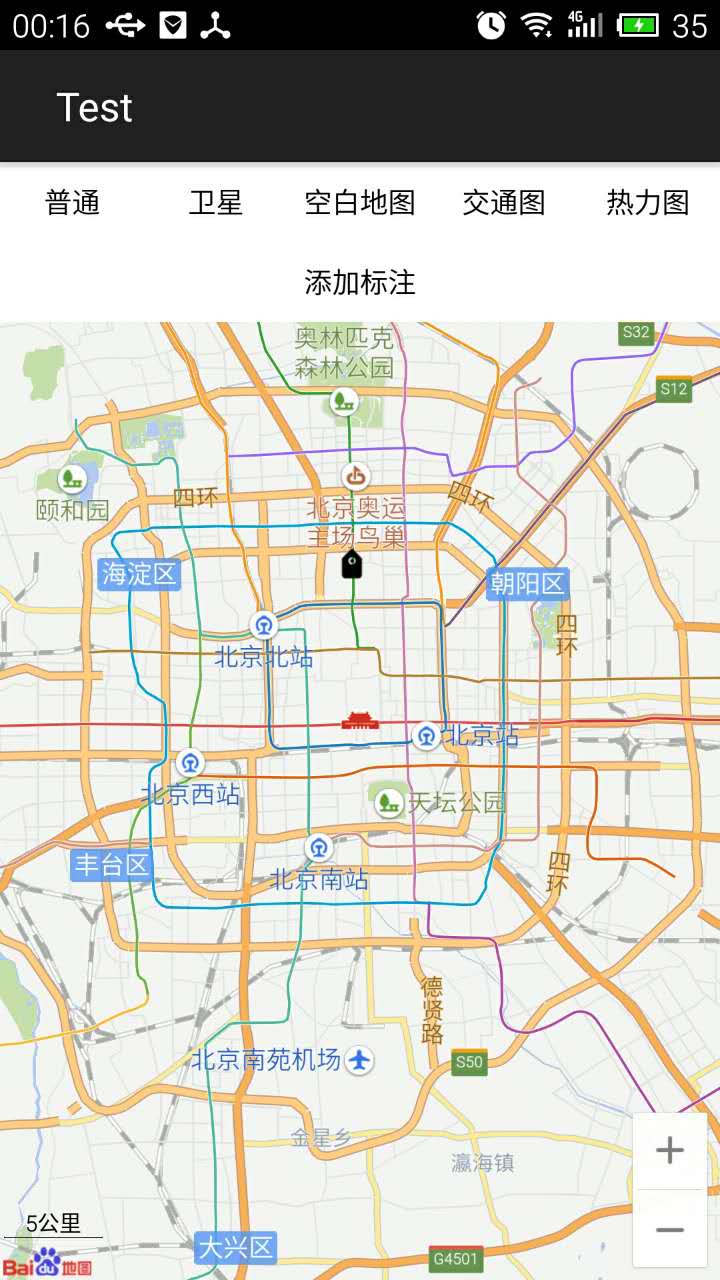 00:16 4G 35
Test
普通 卫星 空白地图 交通图 热力图
添加标注
S32
奥林匹克
森林公园
S12
四环
四环
颐和园
北京奥运
主场鸟巢
海淀区
朝阳区
四
环
北京北站
北京站
北京西站
天坛公园
丰台区
四
环
北京南站
德
贤
路
北京南苑机场
S50
金星乡
瀛海镇
5公里
大兴区
G4501
Bai du 地图